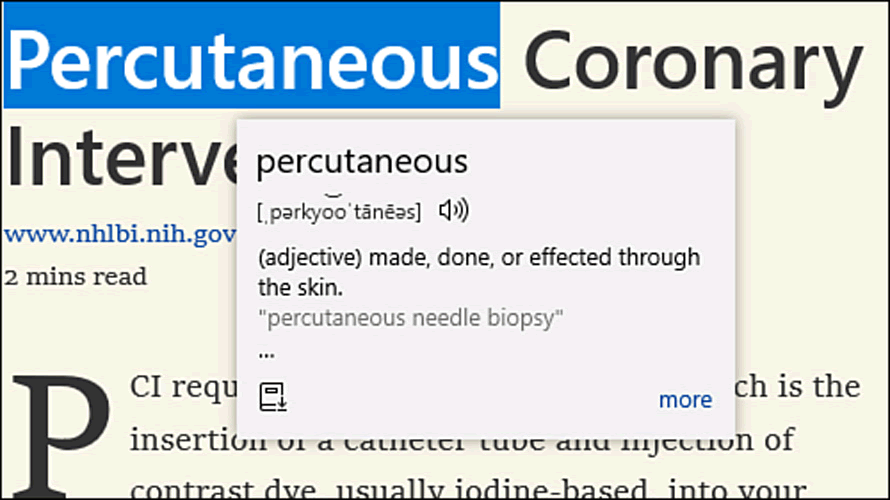 Percutaneous Coronary
Interve
www.nhlbi.nih.gov
2 mins read
percutaneous
[ˌpərkyo͞oˈtānēəs]
(adjective) made, done, or effected through
the skin.
"percutaneous needle biopsy"
...
more
PCI requ ch is the
insertion of a catheter tube and injection of
contrast dye, usually iodine-based, into your